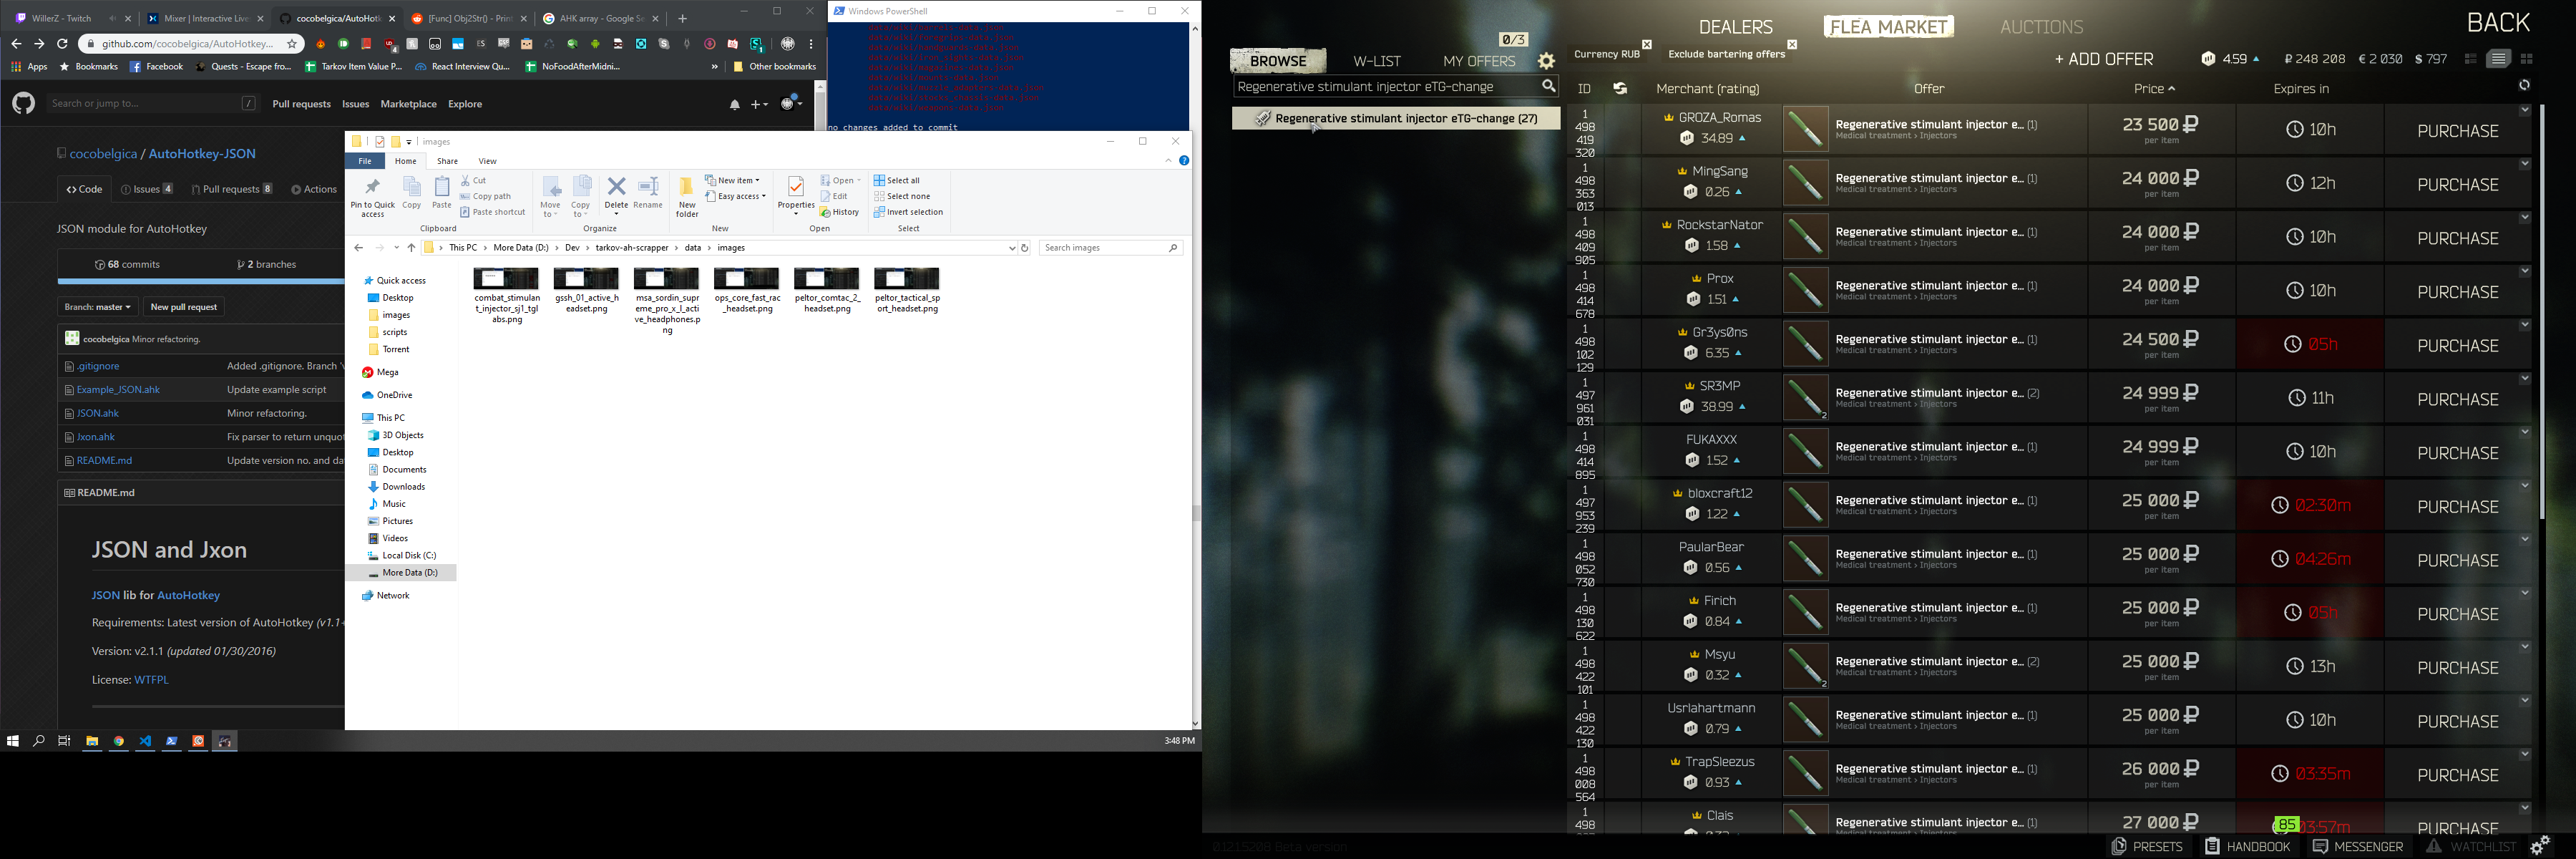 WillerZ - Twitch
Mixer | Interactive Live
cocobelgica/AutoHotk
[Func] Obj2Str() - Print
AHK array - Google Se
github.com/cocobelgica/AutoHotkey...
Apps
Bookmarks
Facebook
Quests - Escape fro...
Tarkov Item Value P...
React Interview Qu...
NoFoodAfterMidni...
Other bookmarks
Search or jump to...
Pull requests
Issues
Marketplace
Explore
cocobelgica / AutoHotkey-JSON
Code
Issues 4
Pull requests 8
Actions
JSON module for AutoHotkey
68 commits
2 branches
Branch: master
New pull request
cocobelgica Minor refactoring.
.gitignore
Added .gitignore. Branch
Example_JSON.ahk
Update example script
JSON.ahk
Minor refactoring.
Jxon.ahk
Fix parser to return unquot
README.md
Update version no. and da
README.md
JSON and Jxon
JSON lib for AutoHotkey
Requirements: Latest version of AutoHotkey (v1.1+
Version: v2.1.1 (updated 01/30/2016)
License: WTFPL
Windows PowerShell
no changes added to commit
images
File
Home
Share
View
Pin to Quick access
Copy
Paste
Cut
Copy path
Paste shortcut
Clipboard
Move to
Copy to
Delete
Rename
Organize
New folder
New item
Easy access
New
Properties
Open
Edit
History
Open
Select all
Select none
Invert selection
Select
This PC > More Data (D:) > Dev > tarkov-ah-scrapper > data > images
Search images
Quick access
Desktop
images
scripts
Torrent
Mega
OneDrive
This PC
3D Objects
Desktop
Documents
Downloads
Music
Pictures
Videos
Local Disk (C:)
More Data (D:)
Network
combat_stimulant_injector_sj1_tglabs.png
gssh_01_active_headset.png
msa_sordin_supreme_pro_x_l_active_headphones.png
ops_core_fast_rac_headset.png
peltor_comtac_2_headset.png
peltor_tactical_sport_headset.png
3:48 PM
DEALERS
FLEA MARKET
AUCTIONS
BACK
0/3
BROWSE
W-LIST
MY OFFERS
Currency RUB
Exclude bartering offers
+ ADD OFFER
4.59
₽ 248 208
€ 2 030
$ 797
Regenerative stimulant injector eTG-change
Regenerative stimulant injector eTG-change (27)
ID
Merchant (rating)
Offer
Price
Expires in
1 498 419 320
GROZA_Romas
34.89
Regenerative stimulant injector e... (1)
Medical treatment > Injectors
23 500 ₽
per item
10h
PURCHASE
1 498 363 013
MingSang
0.26
Regenerative stimulant injector e... (1)
Medical treatment > Injectors
24 000 ₽
per item
12h
PURCHASE
1 498 409 905
RockstarNator
1.58
Regenerative stimulant injector e... (1)
Medical treatment > Injectors
24 000 ₽
per item
10h
PURCHASE
1 498 414 678
Prox
1.51
Regenerative stimulant injector e... (1)
Medical treatment > Injectors
24 000 ₽
per item
10h
PURCHASE
1 498 102 129
Gr3ys0ns
6.35
Regenerative stimulant injector e... (1)
Medical treatment > Injectors
24 500 ₽
per item
05h
PURCHASE
1 497 961 031
SR3MP
38.99
2
Regenerative stimulant injector e... (2)
Medical treatment > Injectors
24 999 ₽
per item
11h
PURCHASE
1 498 414 895
FUKAXXX
1.52
Regenerative stimulant injector e... (1)
Medical treatment > Injectors
24 999 ₽
per item
10h
PURCHASE
1 497 953 239
bloxcraft12
1.22
Regenerative stimulant injector e... (1)
Medical treatment > Injectors
25 000 ₽
per item
02:30m
PURCHASE
1 498 052 730
PaularBear
0.56
Regenerative stimulant injector e... (1)
Medical treatment > Injectors
25 000 ₽
per item
04:26m
PURCHASE
1 498 130 622
Firich
0.84
Regenerative stimulant injector e... (1)
Medical treatment > Injectors
25 000 ₽
per item
05h
PURCHASE
1 498 422 101
Msyu
0.32
2
Regenerative stimulant injector e... (2)
Medical treatment > Injectors
25 000 ₽
per item
13h
PURCHASE
1 498 422 130
Usrlahartmann
0.79
Regenerative stimulant injector e... (1)
Medical treatment > Injectors
25 000 ₽
per item
10h
PURCHASE
1 498 008 564
TrapSleezus
0.93
Regenerative stimulant injector e... (1)
Medical treatment > Injectors
26 000 ₽
per item
03:35m
PURCHASE
1 498
Clais
Regenerative stimulant injector e... (1)
Medical treatment > Injectors
27 000 ₽
per item
85
03:57m
PURCHASE
Beta version
PRESETS
HANDBOOK
MESSENGER
WATCHLIST